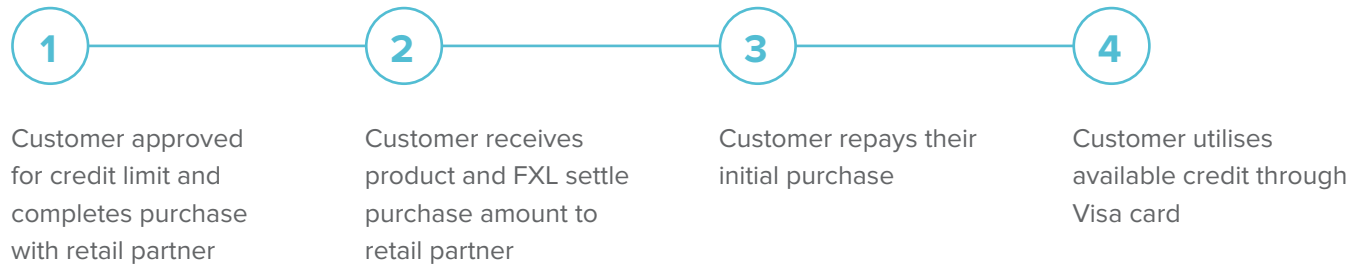 1
2
3
4
Customer approved
for credit limit and
completes purchase
with retail partner
Customer receives
product and FXL settle
purchase amount to
retail partner
Customer repays their
initial purchase
Customer utilises
available credit through
Visa card